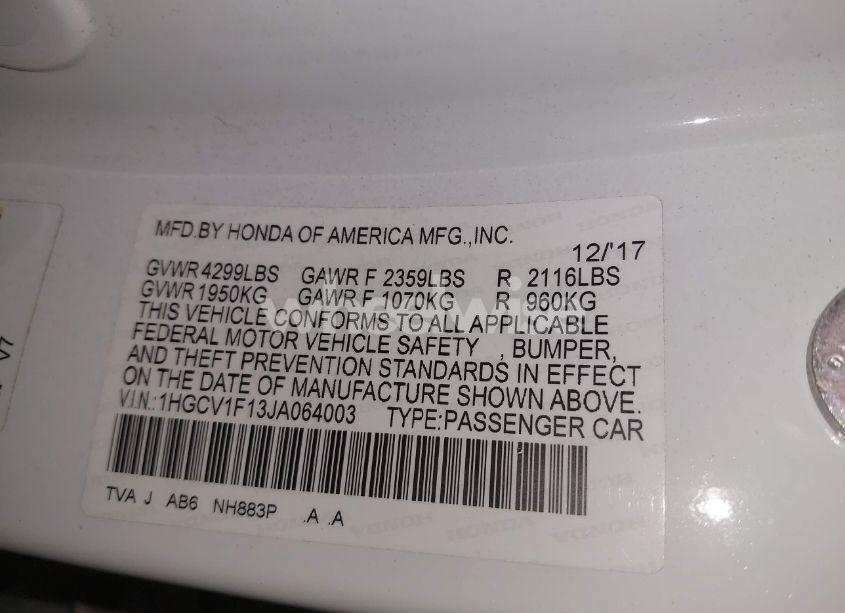 MFD.BY HONDA OF AMERICA MFG.,INC.
12/'17
GVWR 4299LBS GAWR F 2359LBS R 2116LBS
GVWR 1950KG GAWR F 1070KG R 960KG
THIS VEHICLE CONFORMS TO ALL APPLICABLE
FEDERAL MOTOR VEHICLE SAFETY , BUMPER,
AND THEFT PREVENTION STANDARDS IN EFFECT
ON THE DATE OF MANUFACTURE SHOWN ABOVE.
V.I.N.:1HGCV1F13JA064003 TYPE:PASSENGER CAR
TVA J AB6 NH883P .A .A
V7
HONDA